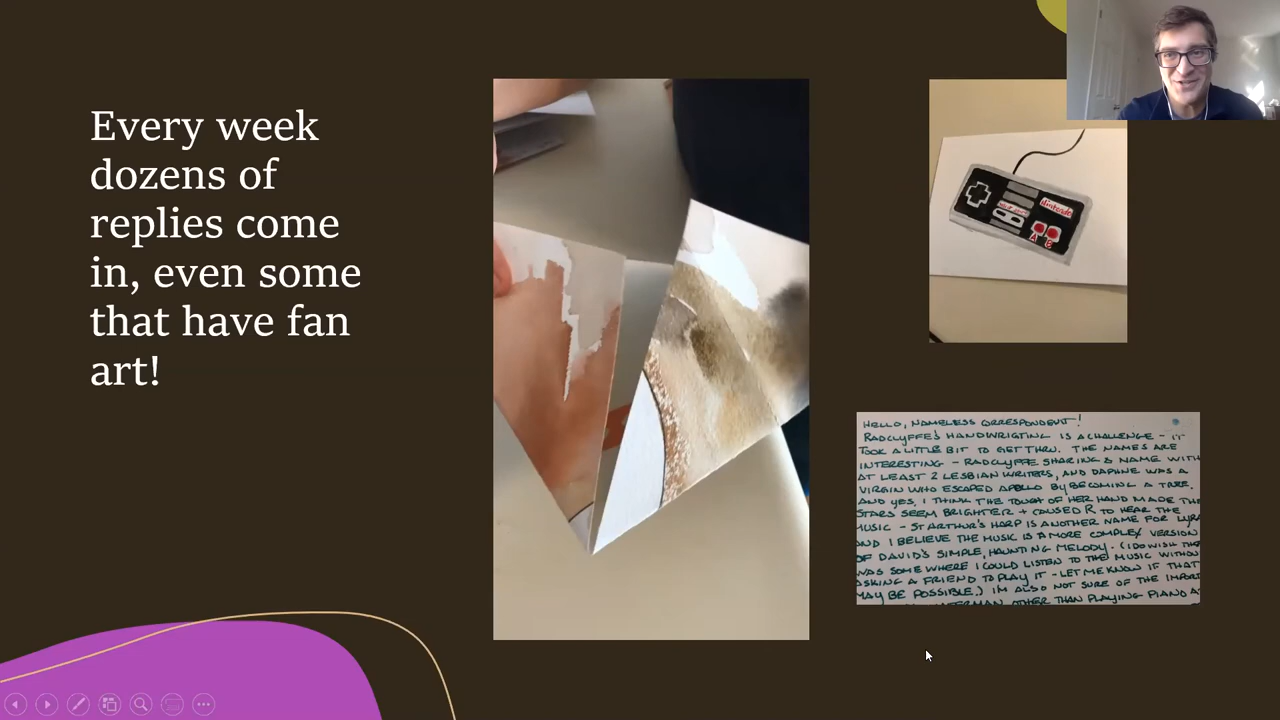 Every week
dozens of
replies come
in, even some
that have fan
art!
Nintendo
A B
HELLO, NAMELESS CORRESPONDENT!
RADCLYFFE'S HANDWRIGTING IS A CHALLENGE - IT
TOOK A LITTLE BIT TO GET THRU. THE NAMES ARE
INTERESTING - RADCLYFFE SHARING A NAME WITH
AT LEAST 2 LESBIAN WRITERS, AND DAPHNE WAS A
VIRGIN WHO ESCAPED APOLLO BY BECOMING A TREE.
AND YES, I THINK THE TOUCH OF HER HAND MADE THE
STARS SEEM BRIGHTER + CAUSED R TO HEAR THE
MUSIC - ST ARTHUR'S HARP IS ANOTHER NAME FOR LYRA
AND I BELIEVE THE MUSIC IS A MORE COMPLEX VERSION
OF DAVID'S SIMPLE, HAUNTING MELODY. (I DO WISH THERE
WAS SOME WHERE I COULD LISTEN TO THE MUSIC WITHOUT
ASKING A FRIEND TO PLAY IT - LET ME KNOW IF THAT
MAY BE POSSIBLE.) I'M ALSO NOT SURE OF THE IMPORT
OTHER THAN PLAYING PIANO